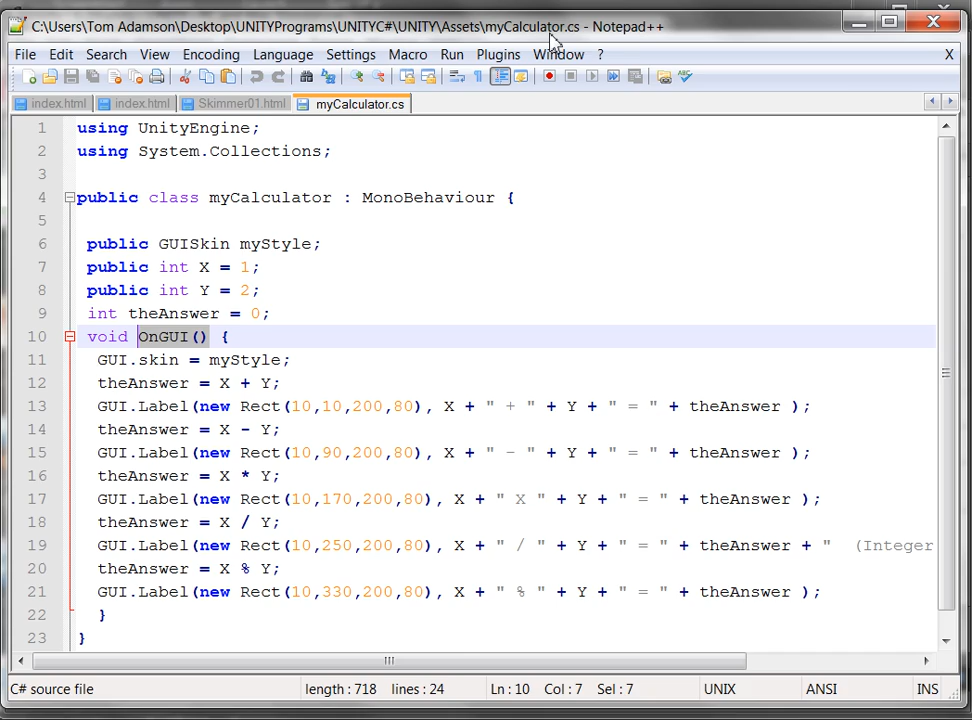 C:\Users\Tom Adamson\Desktop\UNITYPrograms\UNITYC#\UNITY\Assets\myCalculator.cs - Notepad++
File Edit Search View Encoding Language Settings Macro Run Plugins Window ? X
index.html index.html Skimmer01.html myCalculator.cs
1 using UnityEngine;
2 using System.Collections;
3
4 public class myCalculator : MonoBehaviour {
5
6 public GUISkin myStyle;
7 public int X = 1;
8 public int Y = 2;
9 int theAnswer = 0;
10 void OnGUI() {
11 GUI.skin = myStyle;
12 theAnswer = X + Y;
13 GUI.Label(new Rect(10,10,200,80), X + " + " + Y + " = " + theAnswer );
14 theAnswer = X - Y;
15 GUI.Label(new Rect(10,90,200,80), X + " - " + Y + " = " + theAnswer );
16 theAnswer = X * Y;
17 GUI.Label(new Rect(10,170,200,80), X + " X " + Y + " = " + theAnswer );
18 theAnswer = X / Y;
19 GUI.Label(new Rect(10,250,200,80), X + " / " + Y + " = " + theAnswer + "  (Integer
20 theAnswer = X % Y;
21 GUI.Label(new Rect(10,330,200,80), X + " % " + Y + " = " + theAnswer );
22 }
23 }
C# source file length : 718 lines : 24 Ln : 10 Col : 7 Sel : 7 UNIX ANSI INS